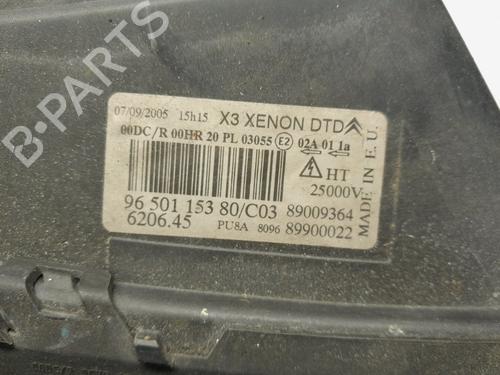 07/09/2005 15h15 X3 XENON DTD
00DC/R 00HR 20 PL 03055 E2 02A 01 1a
HT
25000V
MADE IN E.U.
96 501 153 80/C03 89009364
6206.45 PU8A 8096 89900022